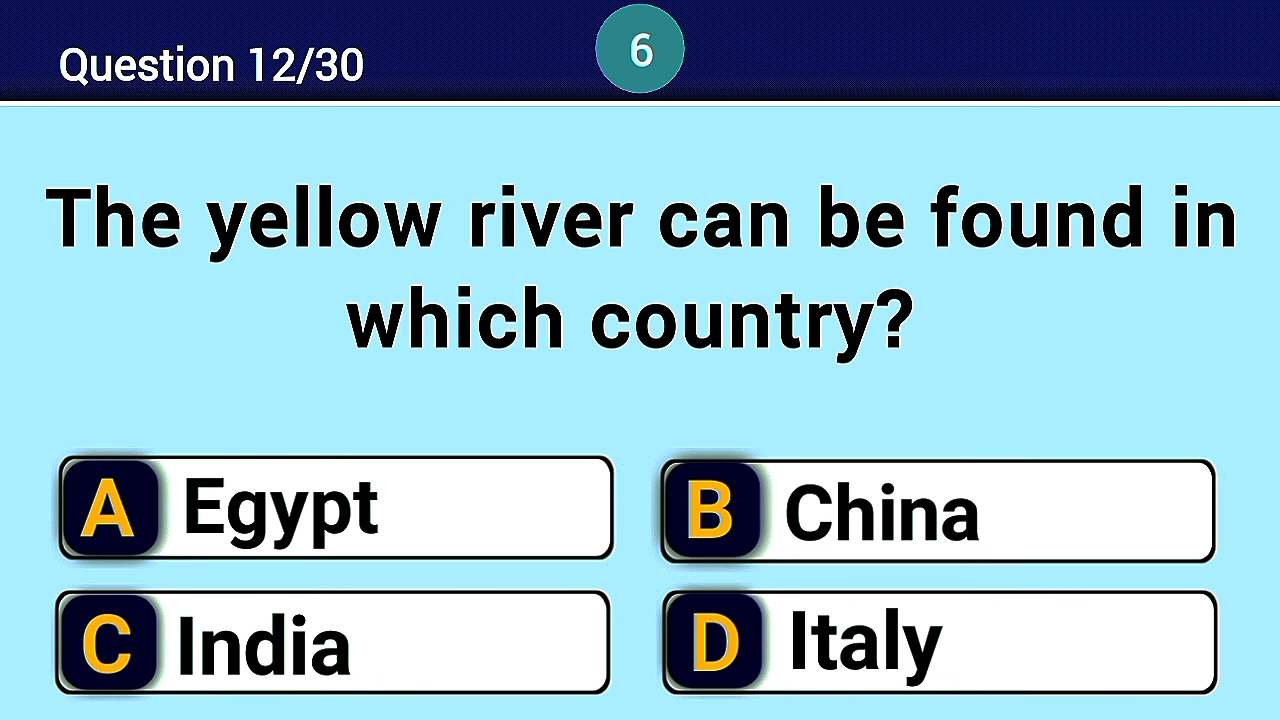 Question 12/30
6
The yellow river can be found in
which country?
A Egypt
B China
C India
D Italy